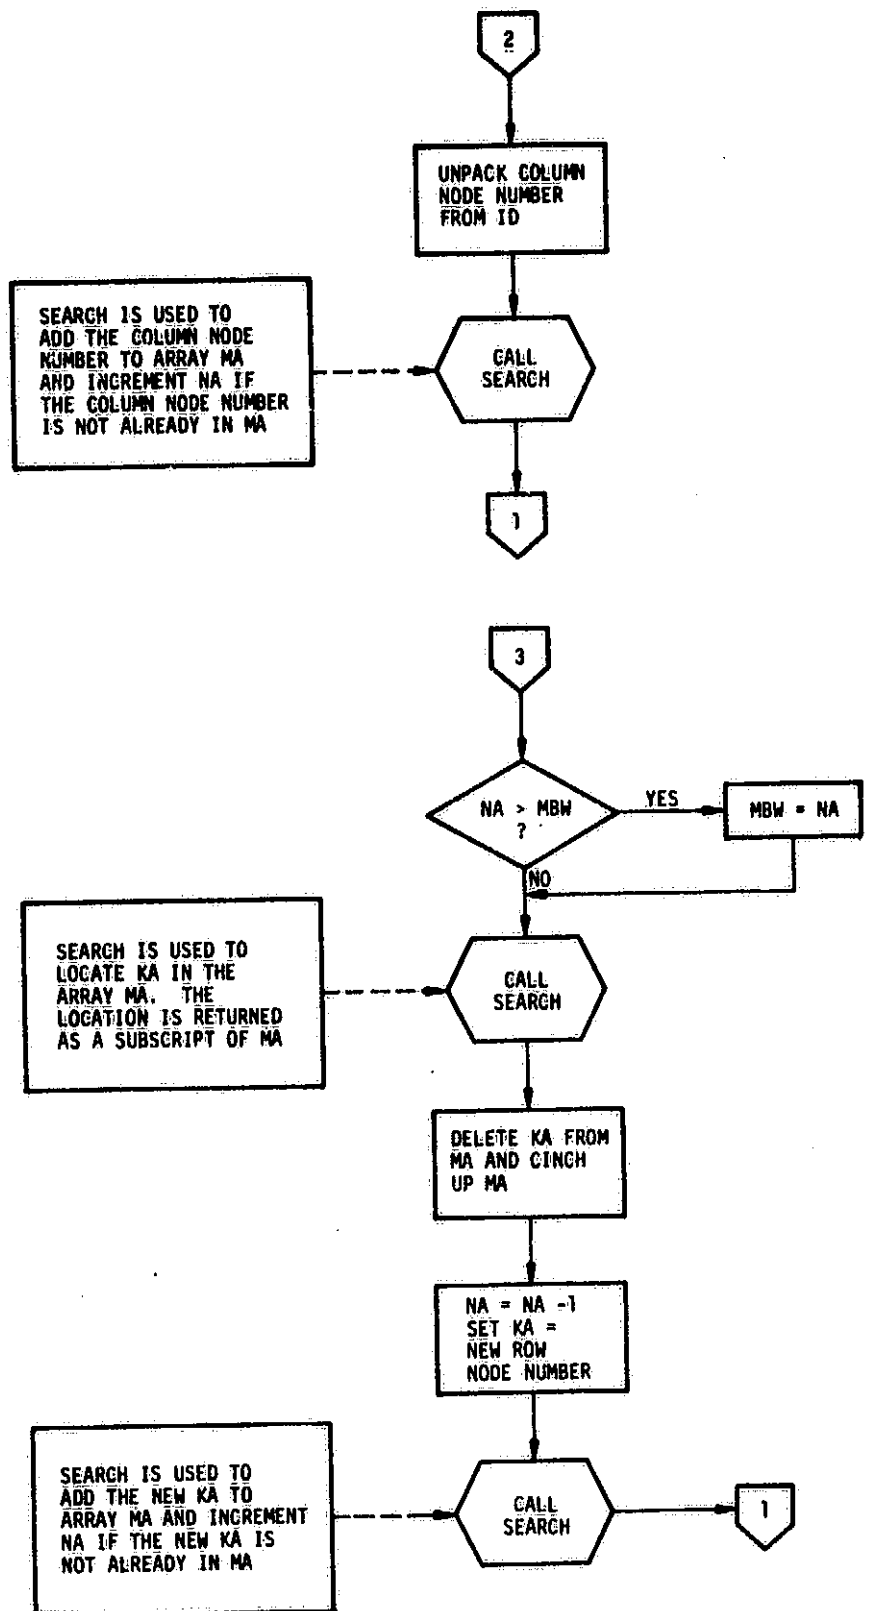 2
UNPACK COLUMN
NODE NUMBER
FROM ID
SEARCH IS USED TO
ADD THE COLUMN NODE
NUMBER TO ARRAY MA
AND INCREMENT NA IF
THE COLUMN NODE NUMBER
IS NOT ALREADY IN MA
CALL
SEARCH
1
3
NA > MBW
?
YES
MBW = NA
NO
SEARCH IS USED TO
LOCATE KA IN THE
ARRAY MA. THE
LOCATION IS RETURNED
AS A SUBSCRIPT OF MA
CALL
SEARCH
DELETE KA FROM
MA AND CINCH
UP MA
NA = NA -1
SET KA =
NEW ROW
NODE NUMBER
SEARCH IS USED TO
ADD THE NEW KA TO
ARRAY MA AND INCREMENT
NA IF THE NEW KA IS
NOT ALREADY IN MA
CALL
SEARCH
1